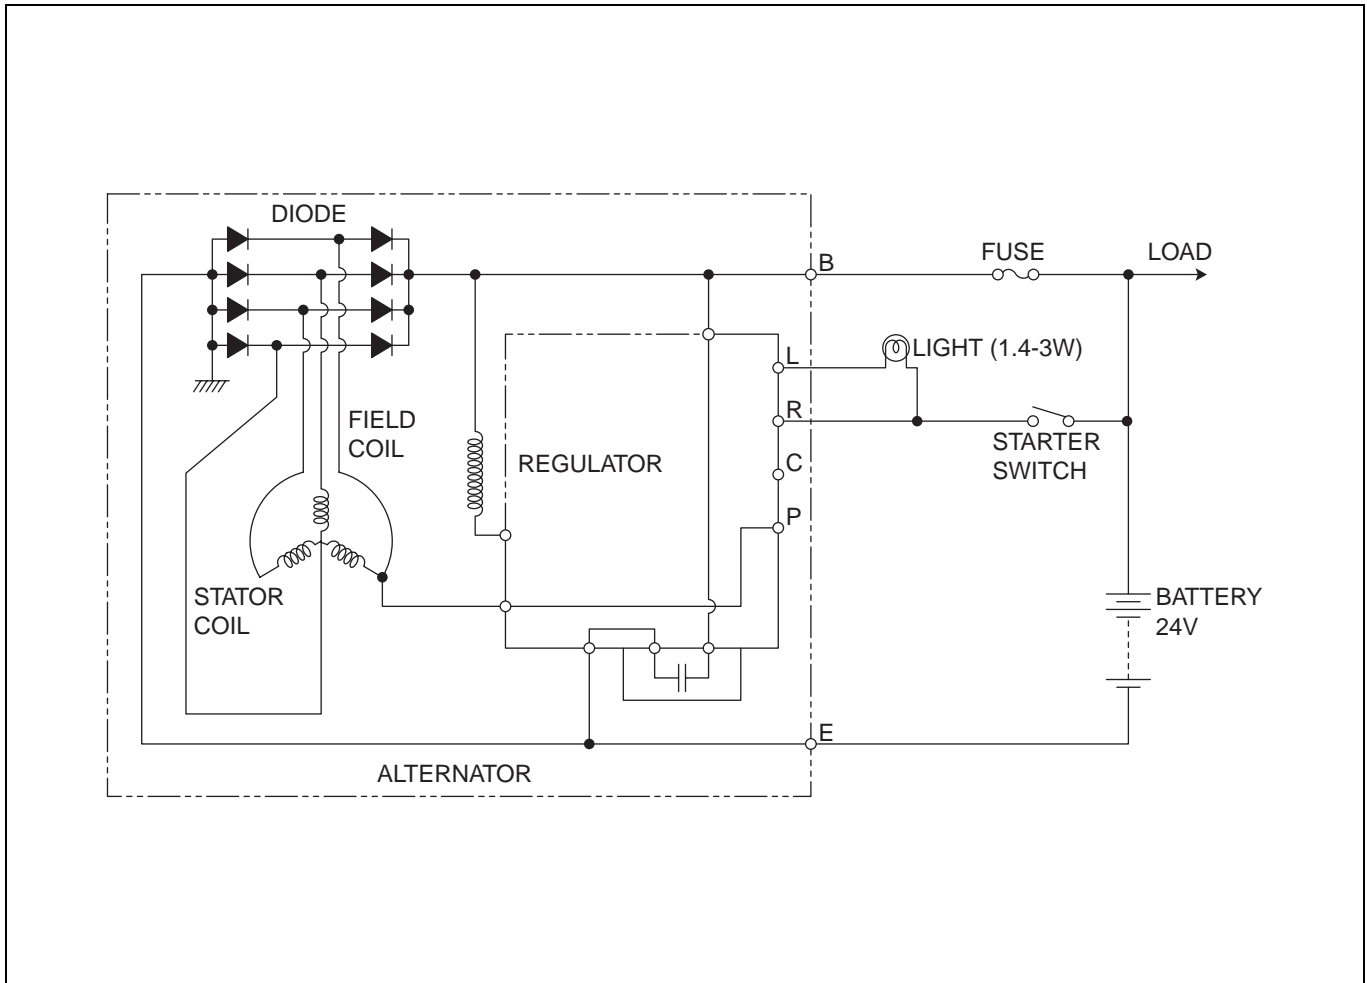 DIODE
B
FUSE
LOAD
L
LIGHT (1.4-3W)
R
FIELD
COIL
STARTER
SWITCH
REGULATOR
C
P
STATOR
COIL
BATTERY
24V
E
ALTERNATOR